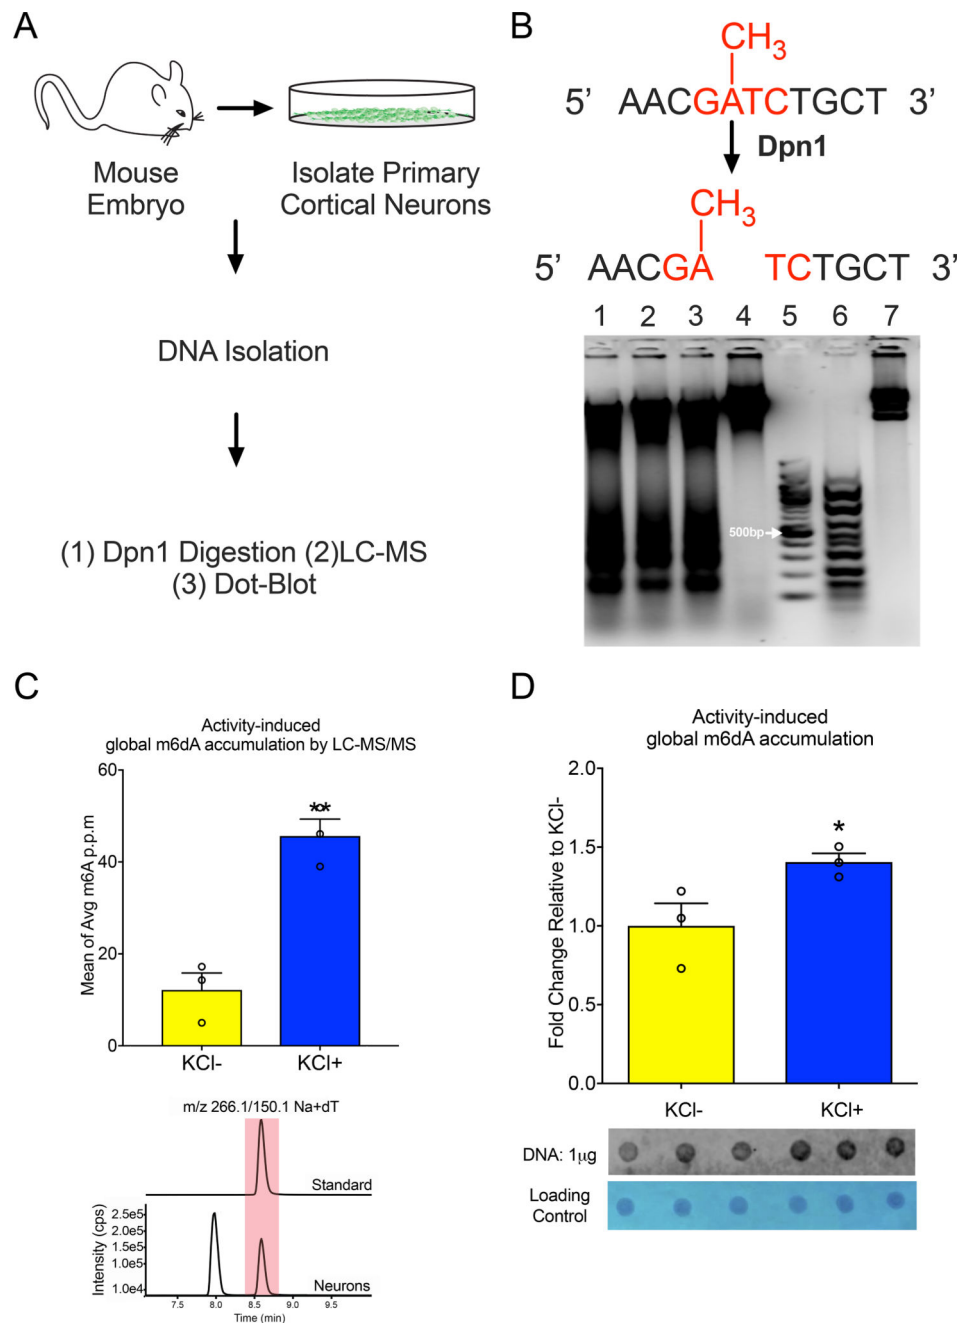 A
Mouse
Embryo
Isolate Primary
Cortical Neurons
DNA Isolation
(1) Dpn1 Digestion (2)LC-MS
(3) Dot-Blot
B
CH3
5’ AACGATCTGCT 3’
Dpn1
CH3
5’ AACGA TCTGCT 3’
1 2 3 4 5 6 7
500bp
C
Activity-induced
global m6dA accumulation by LC-MS/MS
Mean of Avg m6A p.p.m
60
40
20
0
**
KCl- KCl+
m/z 266.1/150.1 Na+dT
Standard
Intensity (cps)
2.5e5
2.0e5
1.5e5
1.0e5
1.0e4
Neurons
7.5 8.0 8.5 9.0 9.5
Time (min)
D
Activity-induced
global m6dA accumulation
Fold Change Relative to KCl-
2.0
1.5
1.0
0.5
0.0
*
KCl- KCl+
DNA: 1µg
Loading
Control